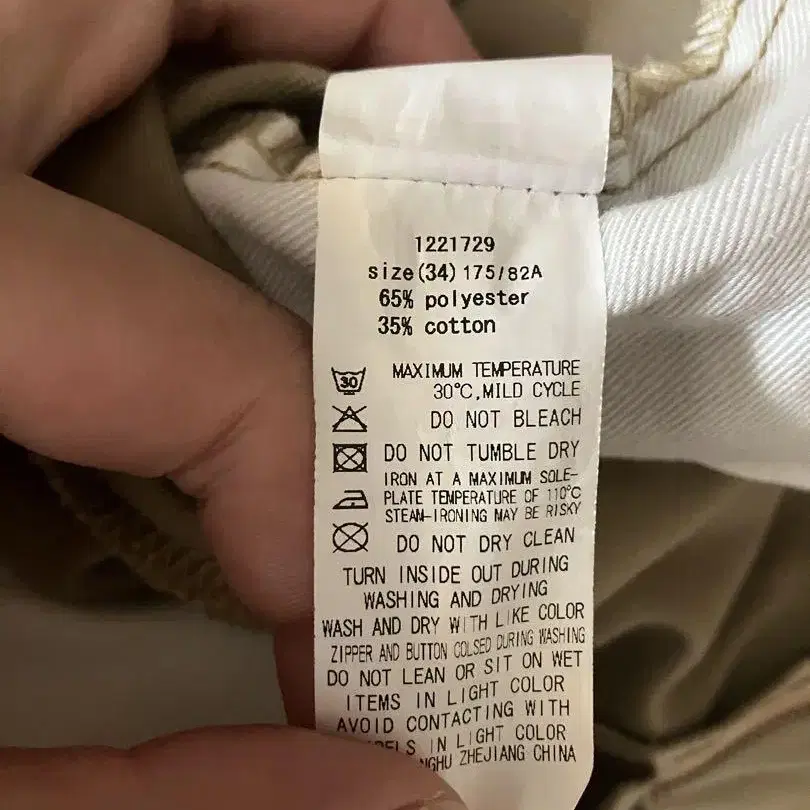 1221729
size(34) 175/82A
65% polyester
35% cotton
30
MAXIMUM TEMPERATURE
30°C,MILD CYCLE
DO NOT BLEACH
DO NOT TUMBLE DRY
IRON AT A MAXIMUM SOLE-
PLATE TEMPERATURE OF 110°C
STEAM-IRONING MAY BE RISKY
DO NOT DRY CLEAN
TURN INSIDE OUT DURING
WASHING AND DRYING
WASH AND DRY WITH LIKE COLOR
ZIPPER AND BUTTON COLSED DURING WASHING
DO NOT LEAN OR SIT ON WET
ITEMS IN LIGHT COLOR
AVOID CONTACTING WITH
IN LIGHT COLOR
ZHEJIANG CHINA